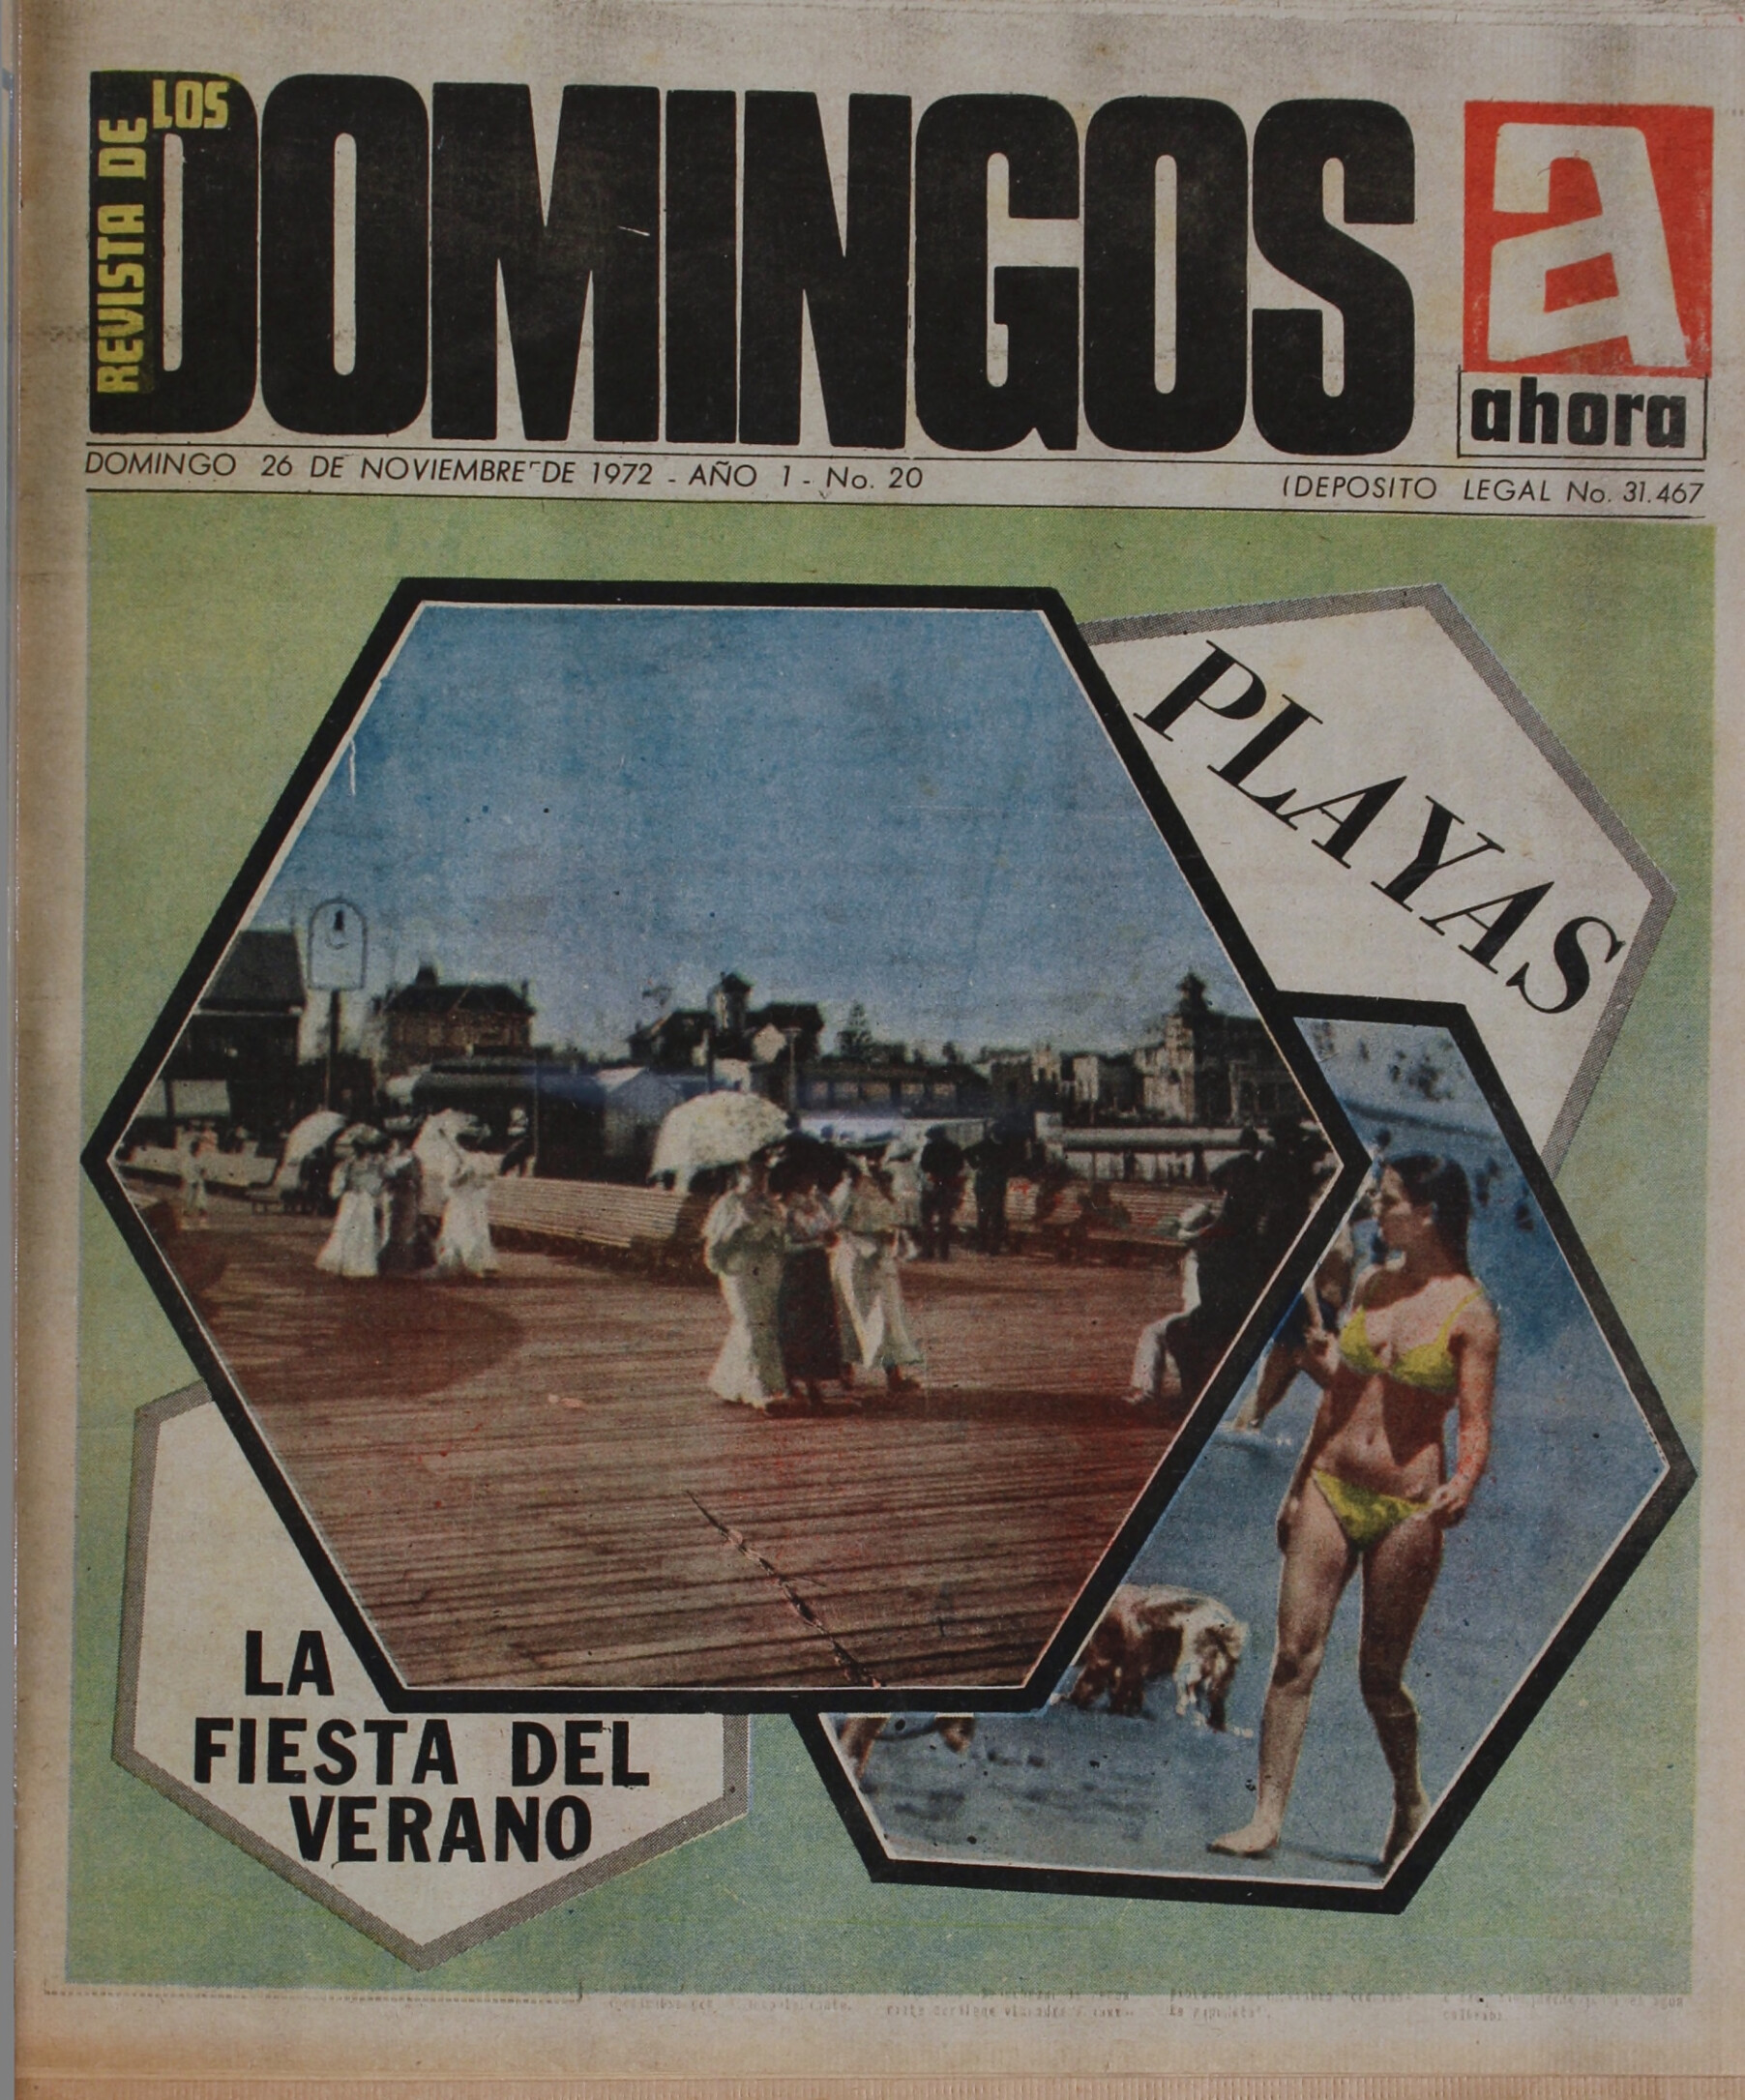 REVISTA DE
LOS
DOMINGOS
a
ahora
DOMINGO 26 DE NOVIEMBRE DE 1972 - AÑO 1 - No. 20
(DEPOSITO LEGAL No. 31.467
PLAYAS
LA
FIESTA DEL
VERANO